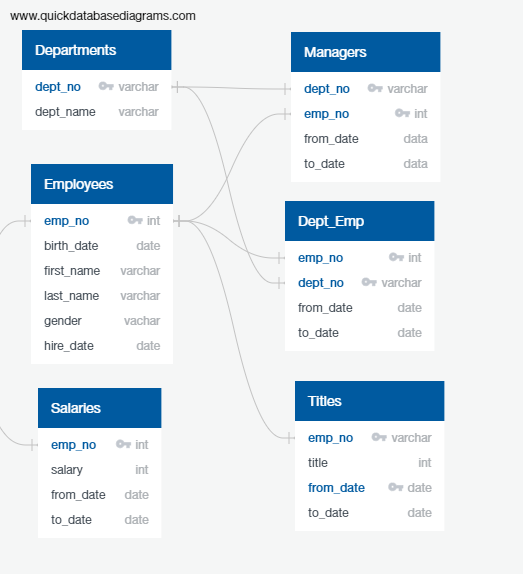 www.quickdatabasediagrams.com
Departments
dept_no varchar
dept_name varchar
Managers
dept_no varchar
emp_no int
from_date data
to_date data
Employees
emp_no int
birth_date date
first_name varchar
last_name varchar
gender vachar
hire_date date
Dept_Emp
emp_no int
dept_no varchar
from_date date
to_date date
Salaries
emp_no int
salary int
from_date date
to_date date
Titles
emp_no varchar
title int
from_date date
to_date date